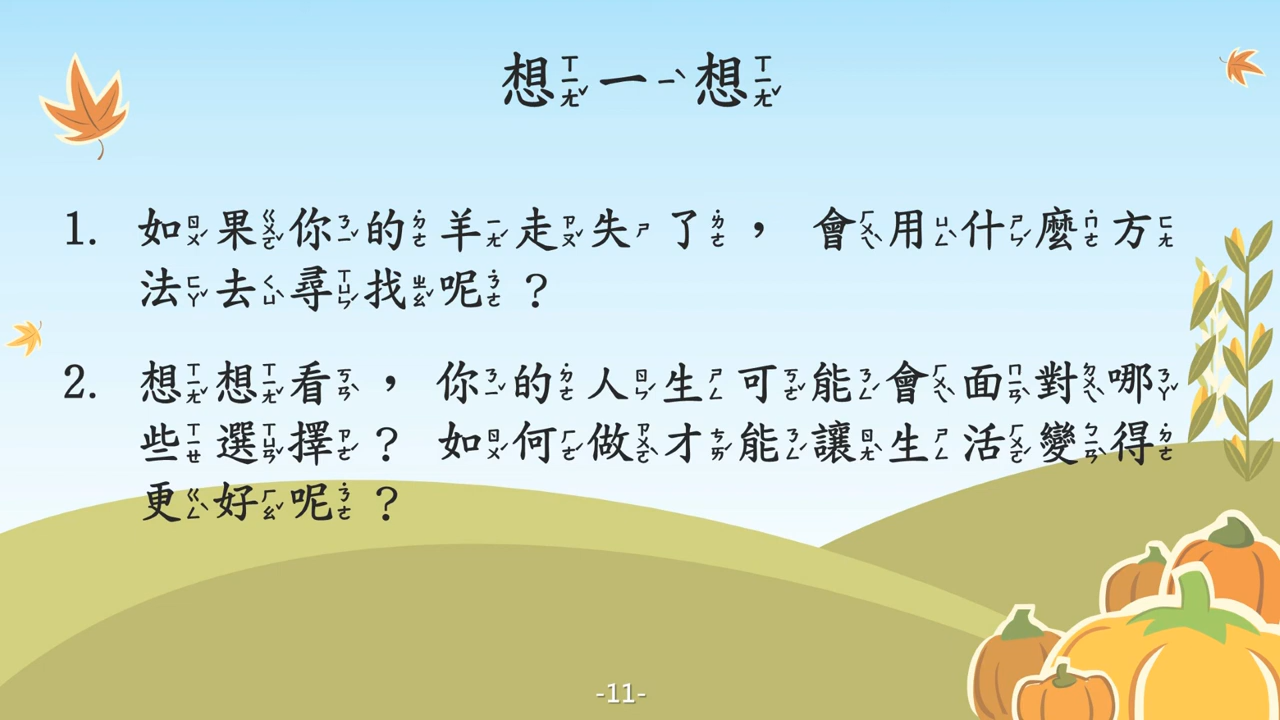 想一想
1. 如果你的羊走失了，會用什麼方
法去尋找呢？
2. 想想看，你的人生可能會面對哪
些選擇？如何做才能讓生活變得
更好呢？
-11-